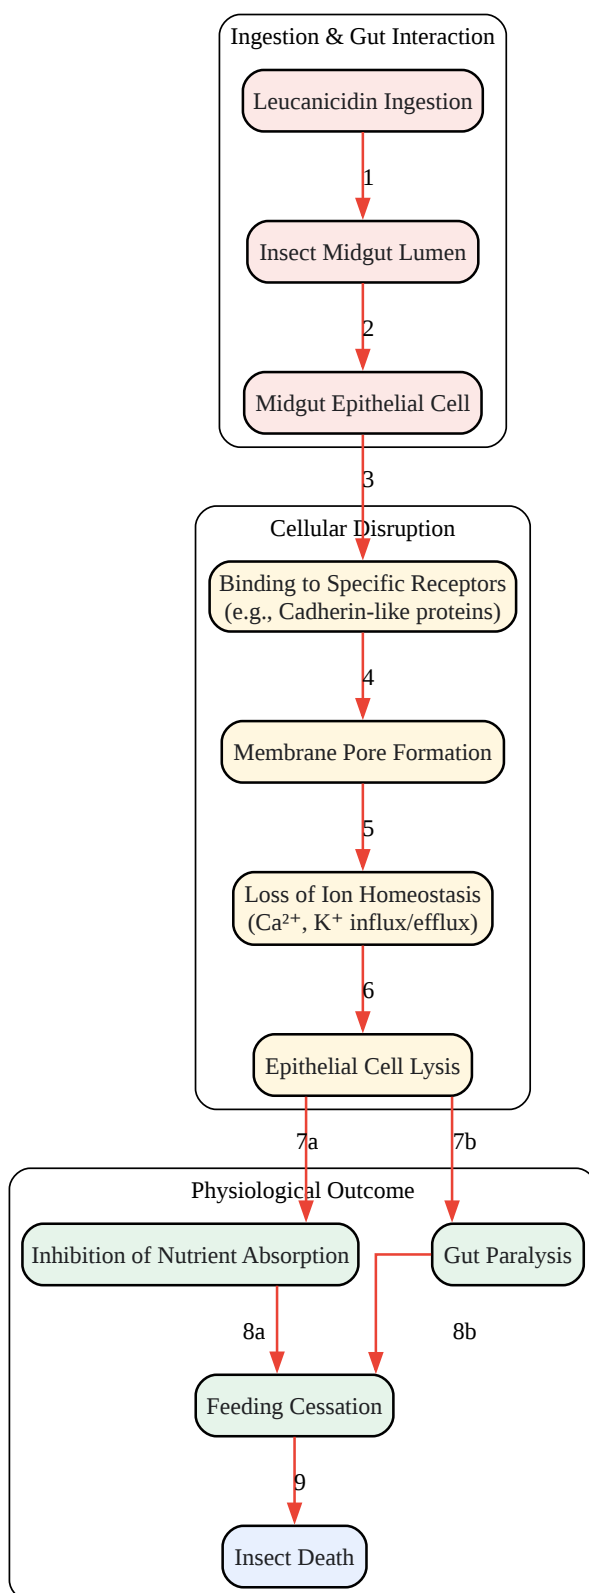 Ingestion & Gut Interaction
Leucanicidin Ingestion
1
Insect Midgut Lumen
2
Midgut Epithelial Cell
3
Cellular Disruption
Binding to Specific Receptors
(e.g., Cadherin-like proteins)
4
Membrane Pore Formation
5
Loss of Ion Homeostasis
(Ca²⁺, K⁺ influx/efflux)
6
Epithelial Cell Lysis
7a
7b
Physiological Outcome
Inhibition of Nutrient Absorption
Gut Paralysis
8a
8b
Feeding Cessation
9
Insect Death